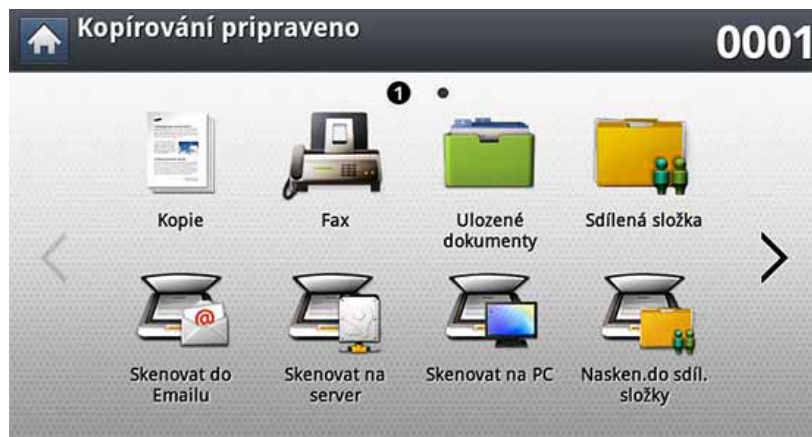 Kopírování pripraveno
0001
1
Kopie
Fax
Ulozené
dokumenty
Sdílená složka
Skenovat do
Emailu
Skenovat na
server
Skenovat na PC
Nasken.do sdíl.
složky